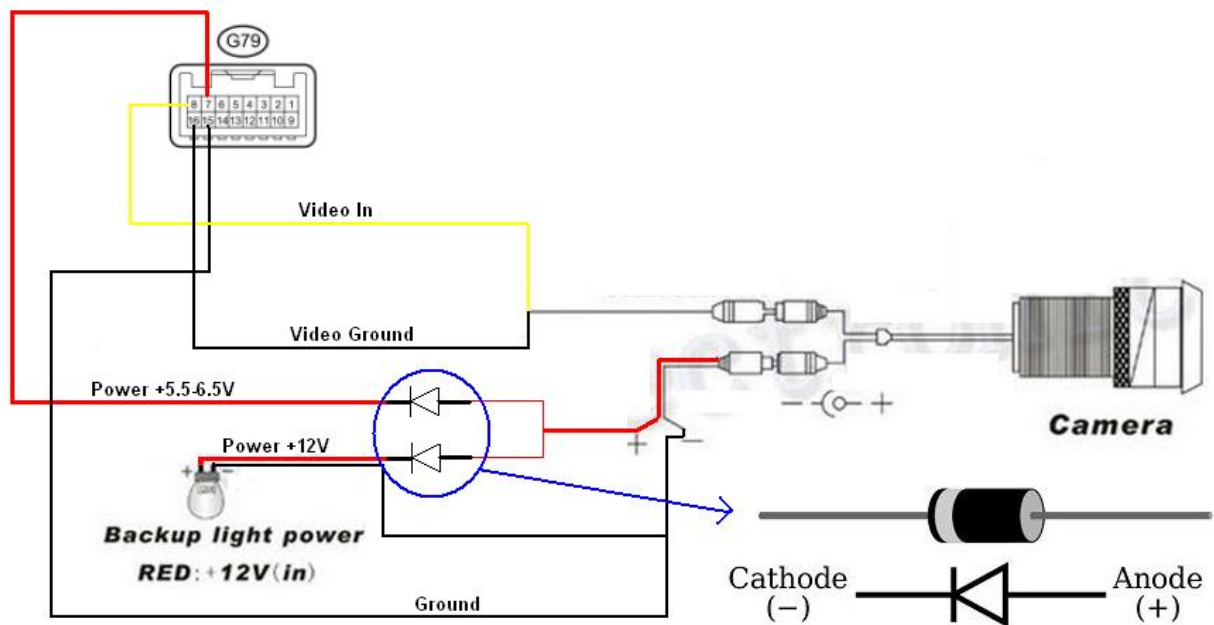 G79
8 7 6 5 4 3 2 1
16 15 14 13 12 11 10 9
Video In
Video Ground
Power +5.5-6.5V
Power +12V
+ -
Backup light power
RED: +12V(in)
Ground
+ -
- +
Camera
Cathode
(−)
Anode
(+)